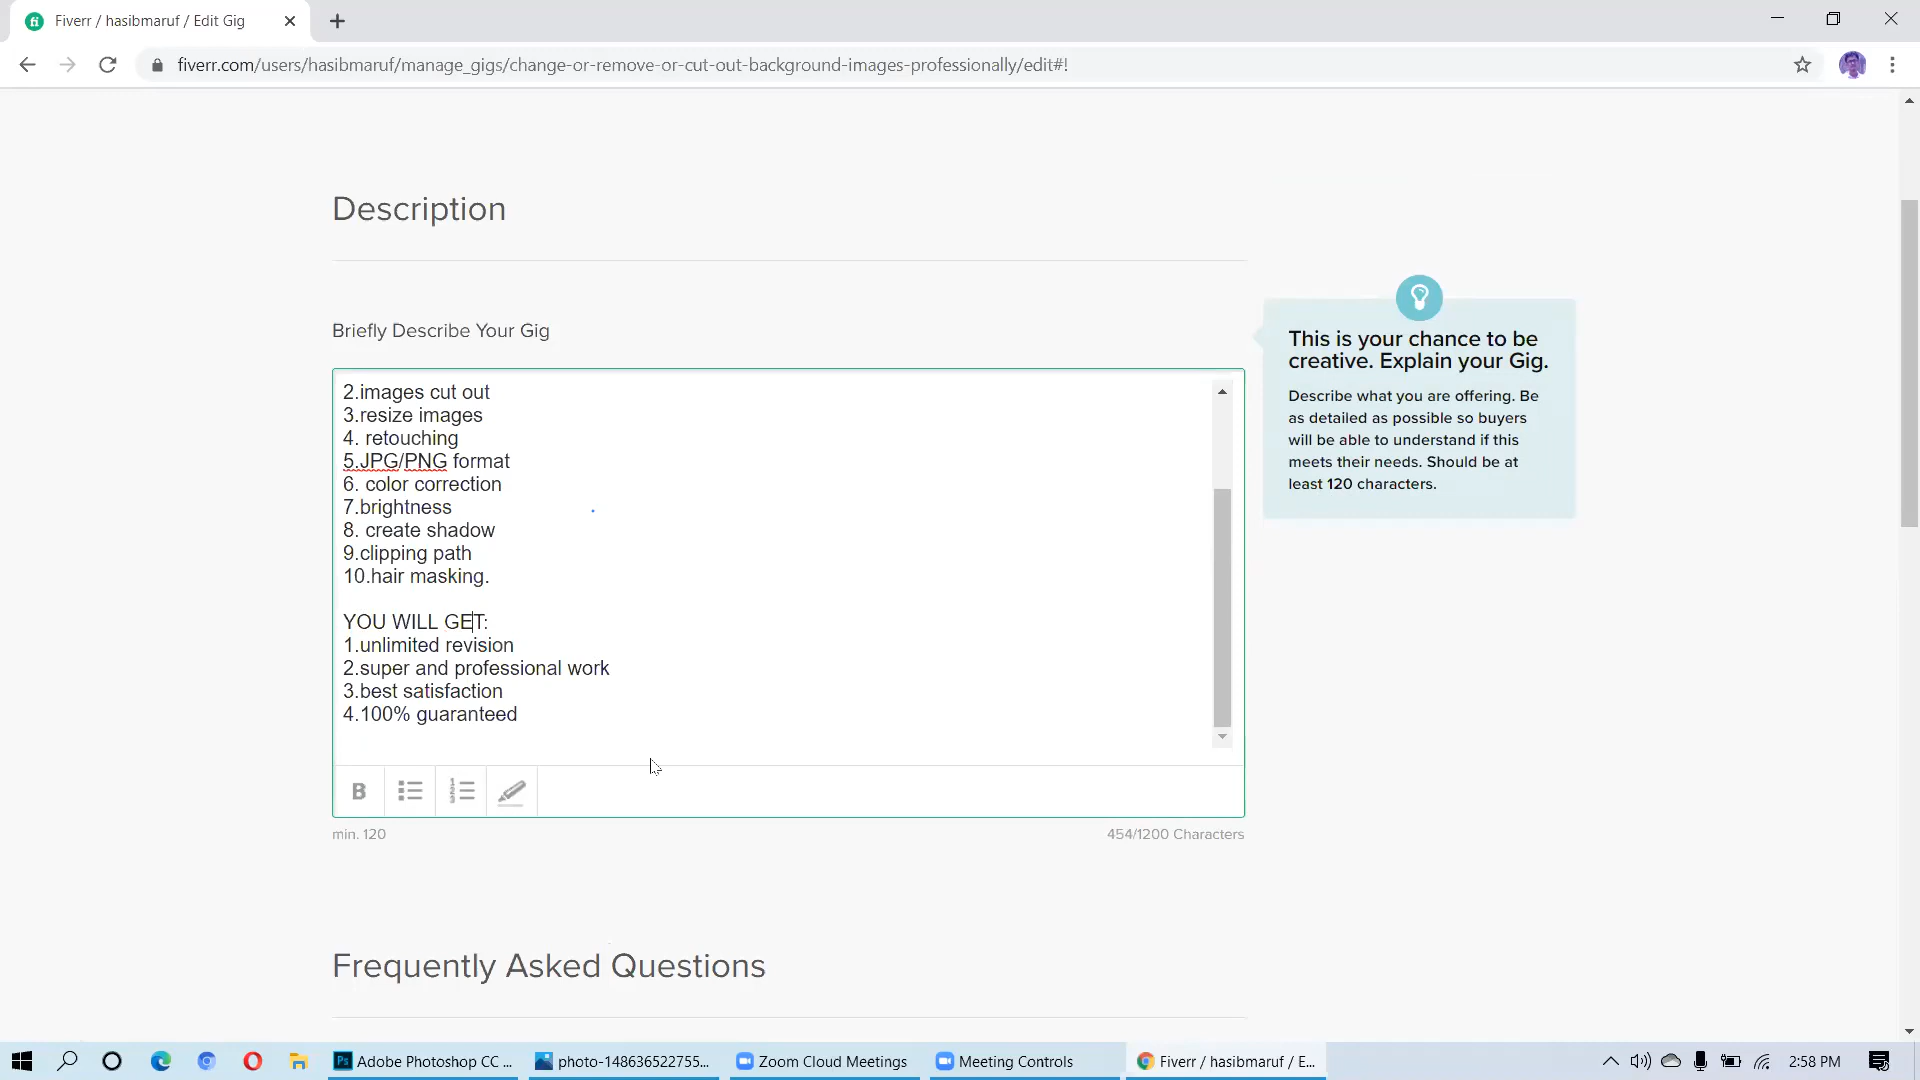 Fiverr / hasibmaruf / Edit Gig
fiverr.com/users/hasibmaruf/manage_gigs/change-or-remove-or-cut-out-background-images-professionally/edit#!
Description
Briefly Describe Your Gig
2.images cut out
3.resize images
4. retouching
5.JPG/PNG format
6. color correction
7.brightness
8. create shadow
9.clipping path
10.hair masking.
YOU WILL GET:
1.unlimited revision
2.super and professional work
3.best satisfaction
4.100% guaranteed
B
min. 120
454/1200 Characters
This is your chance to be
creative. Explain your Gig.
Describe what you are offering. Be
as detailed as possible so buyers
will be able to understand if this
meets their needs. Should be at
least 120 characters.
Frequently Asked Questions
Adobe Photoshop CC ...
photo-148636522755...
Zoom Cloud Meetings
Meeting Controls
Fiverr / hasibmaruf / E...
2:58 PM